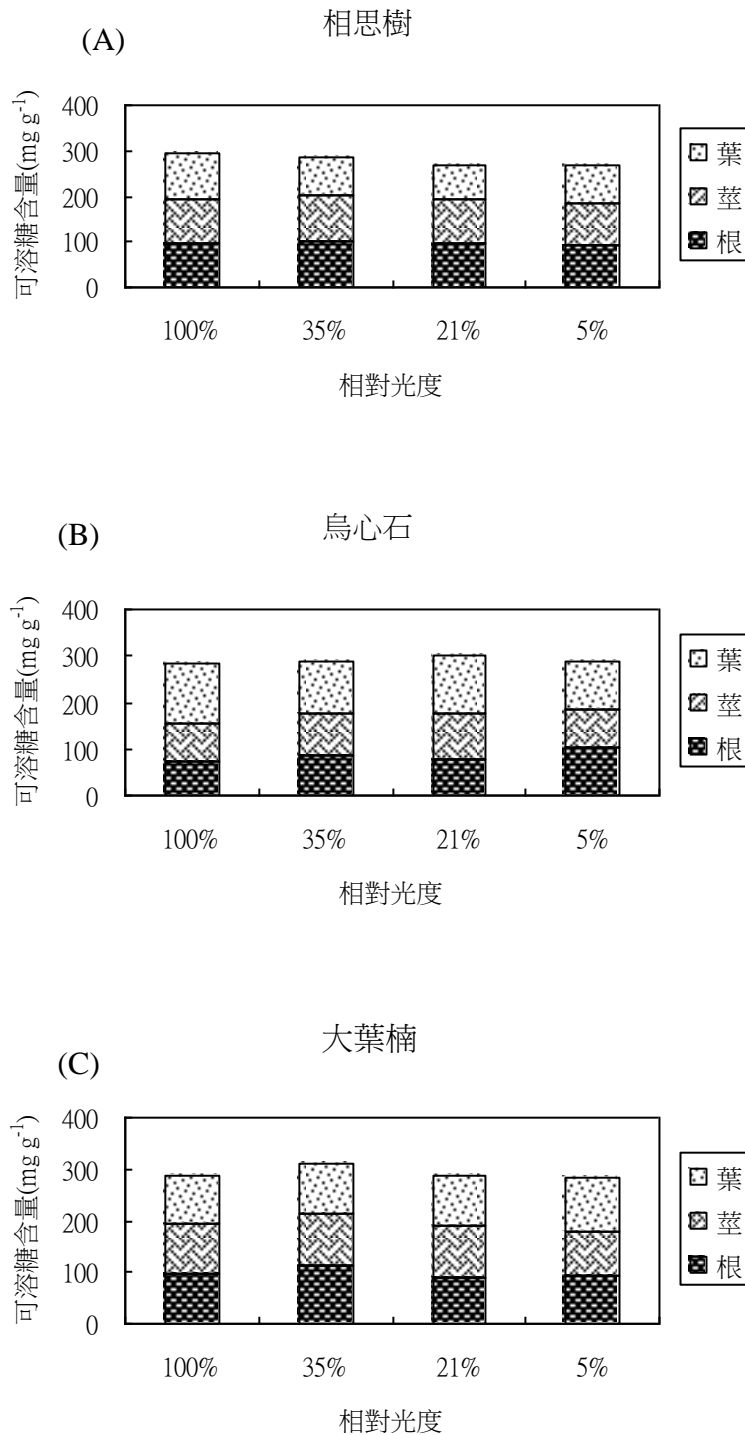 (A)
相思樹
可溶糖含量(mg g⁻¹)
400
300
200
100
0
100% 35% 21% 5%
相對光度
葉
莖
根
(B)
烏心石
可溶糖含量(mg g⁻¹)
400
300
200
100
0
100% 35% 21% 5%
相對光度
葉
莖
根
(C)
大葉楠
可溶糖含量(mg g⁻¹)
400
300
200
100
0
100% 35% 21% 5%
相對光度
葉
莖
根